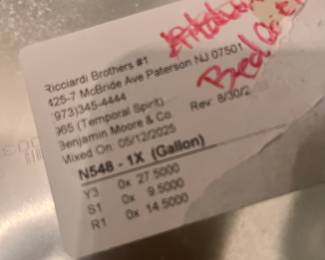 Ricciardi Brothers #1
425-7 McBride Ave Paterson NJ 07501
(973)345-4444
965 (Temporal Spirit)
Benjamin Moore & Co. Rev: 8/30/2
Mixed On: 05/12/2025
N548 - 1X (Gallon)
Y3 0x 27.5000
S1 0x 9.5000
R1 0x 14.5000